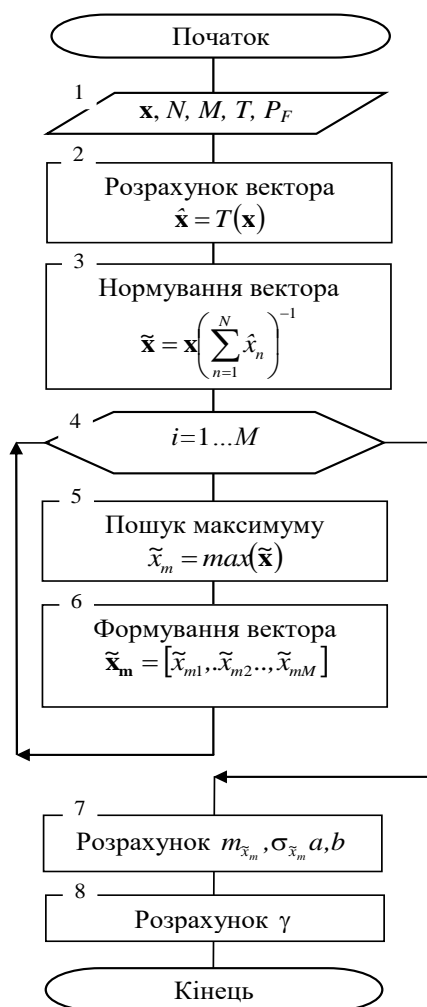 Початок
1
x, N, M, T, P_F
2
Розрахунок вектора
x̂ = T(x)
3
Нормування вектора
x̃ = x(∑_{n=1}^{N} x̂_n)^{-1}
4
i=1...M
5
Пошук максимуму
x̃_m = max(x̃)
6
Формування вектора
x̃_m = [x̃_{m1},.x̃_{m2}..,x̃_{mM}]
7
Розрахунок m_{x̃_m},σ_{x̃_m} a,b
8
Розрахунок γ
Кінець